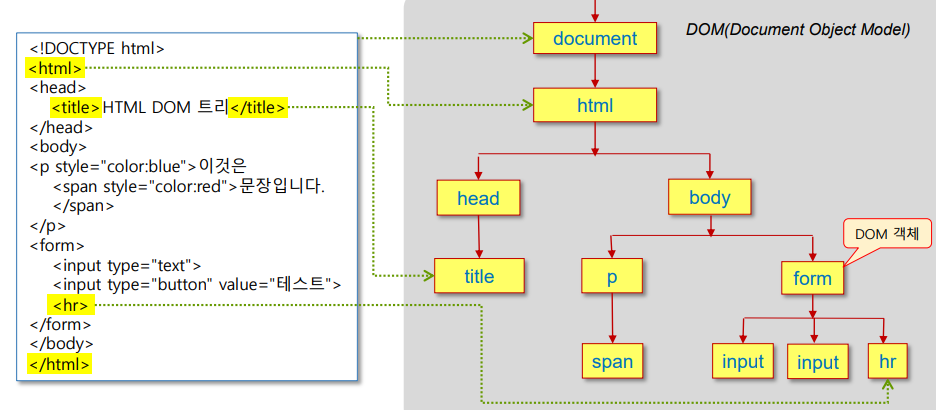 <!DOCTYPE html>
<html>
<head>
<title>HTML DOM 트리</title>
</head>
<body>
<p style="color:blue">이것은
<span style="color:red">문장입니다.
</span>
</p>
<form>
<input type="text">
<input type="button" value="테스트">
<hr>
</form>
</body>
</html>
DOM(Document Object Model)
document
html
head
body
DOM 객체
title
p
form
span
input
input
hr